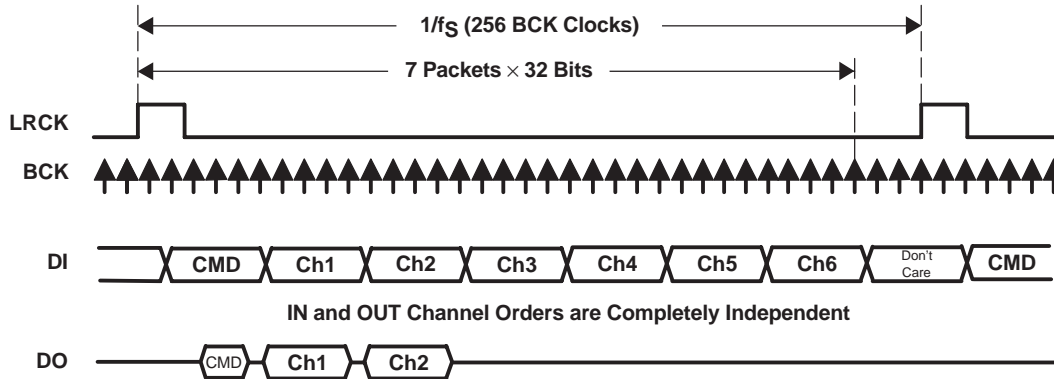 1/fS (256 BCK Clocks)
7 Packets × 32 Bits
LRCK
BCK
DI CMD Ch1 Ch2 Ch3 Ch4 Ch5 Ch6 Don't Care CMD
IN and OUT Channel Orders are Completely Independent
DO CMD Ch1 Ch2